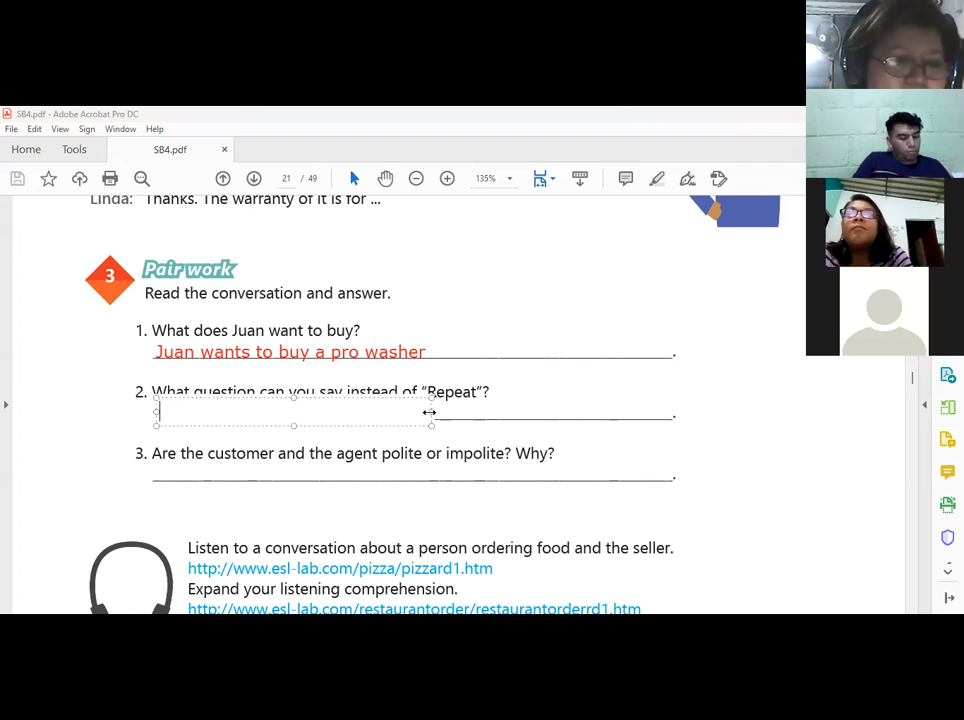 SB4.pdf - Adobe Acrobat Pro DC
File Edit View Sign Window Help
Home Tools SB4.pdf ×
21 / 49 135%
Linda: Thanks. The warranty of it is for ...
3 Pair work
Read the conversation and answer.
1. What does Juan want to buy?
Juan wants to buy a pro washer.
2. What question can you say instead of “Repeat”?
3. Are the customer and the agent polite or impolite? Why?
Listen to a conversation about a person ordering food and the seller.
http://www.esl-lab.com/pizza/pizzard1.htm
Expand your listening comprehension.
http://www.esl-lab.com/restaurantorder/restaurantorderrd1.htm